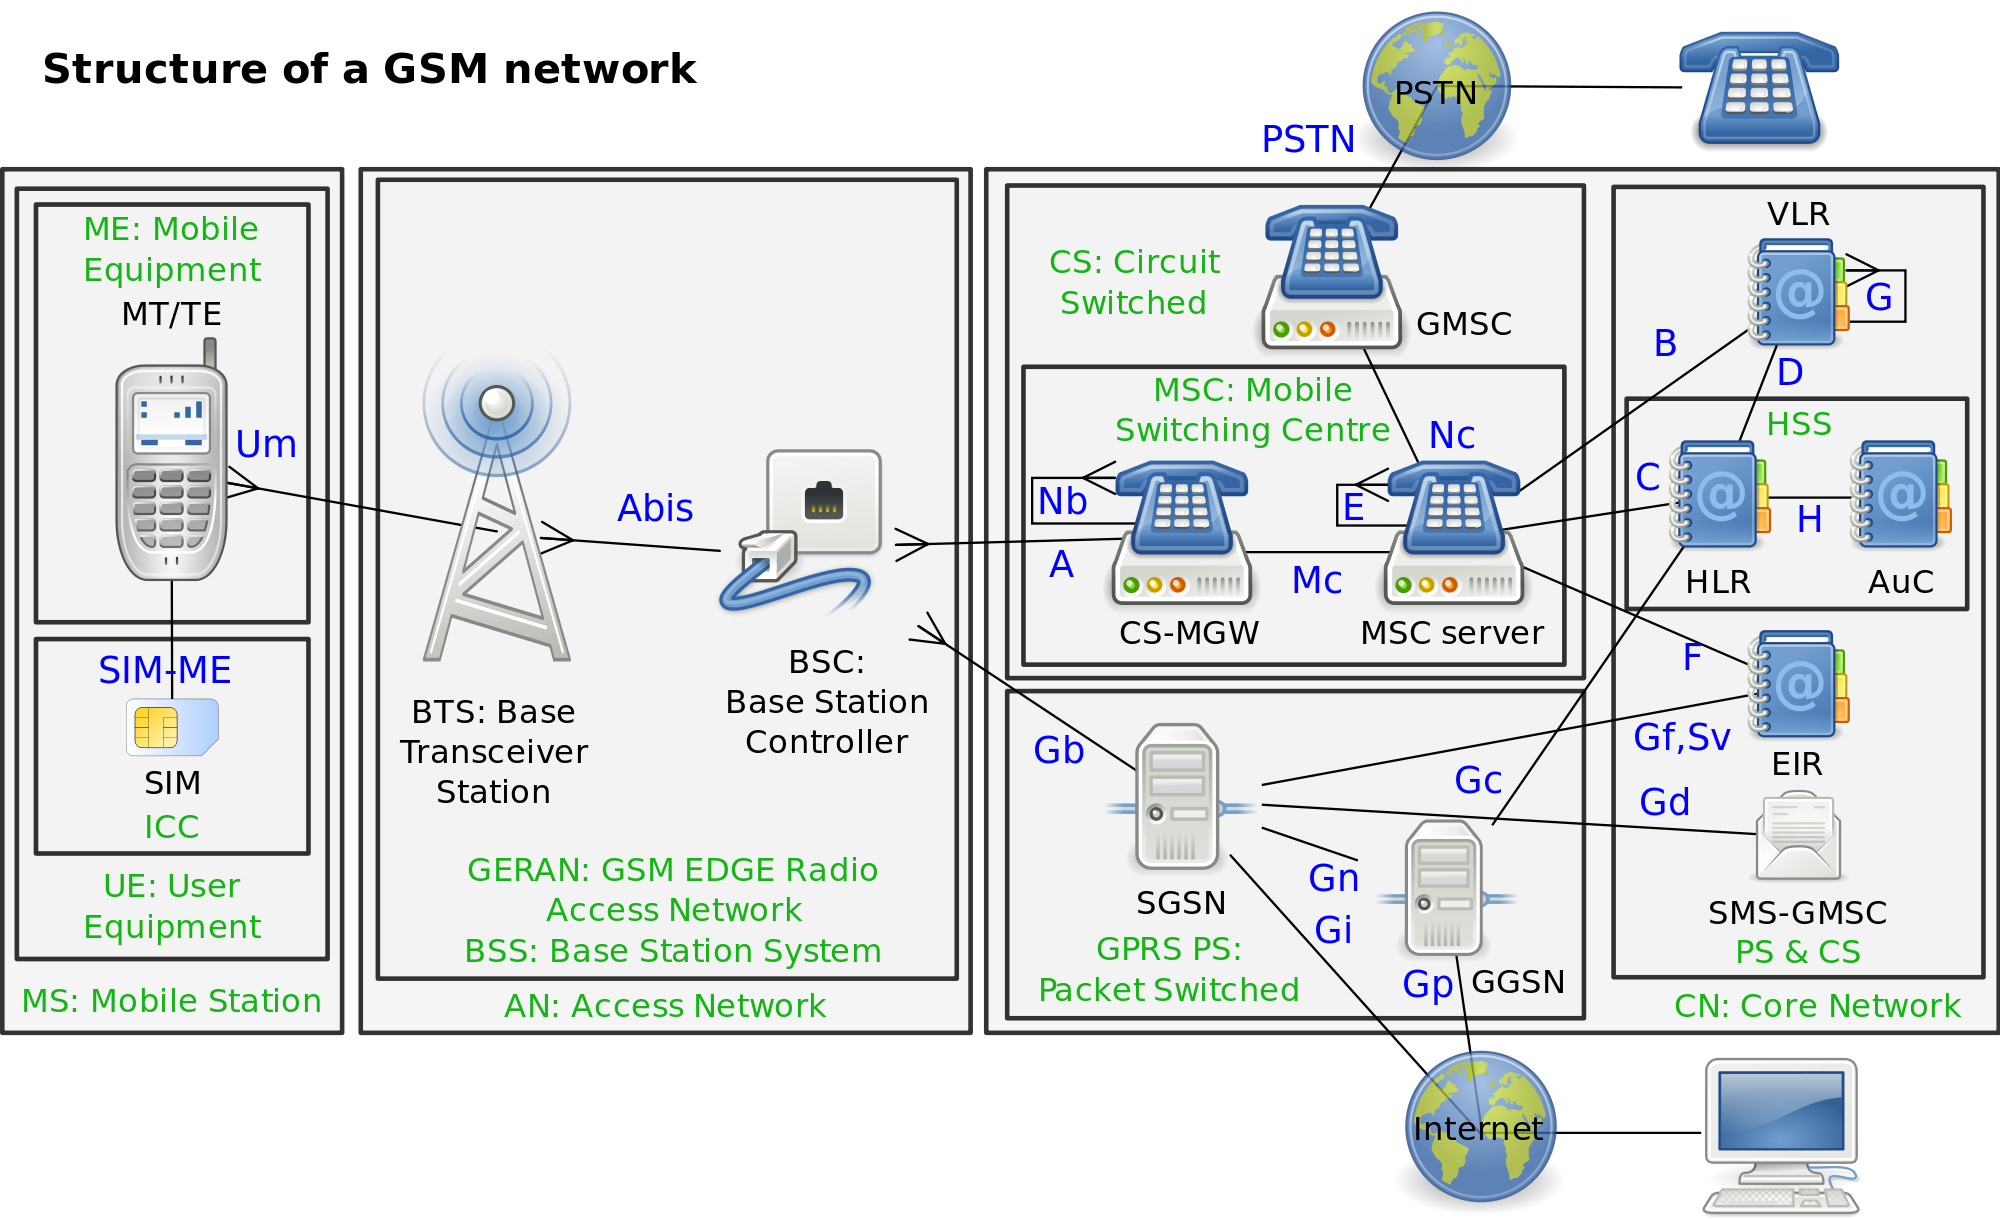 Structure of a GSM network
PSTN
PSTN
ME: Mobile
Equipment
MT/TE
Um
SIM-ME
SIM
ICC
UE: User
Equipment
MS: Mobile Station
Abis
BTS: Base
Transceiver
Station
BSC:
Base Station
Controller
GERAN: GSM EDGE Radio
Access Network
BSS: Base Station System
AN: Access Network
CS: Circuit
Switched
GMSC
MSC: Mobile
Switching Centre
Nc
Nb
E
A
Mc
CS-MGW
MSC server
Gb
SGSN
GPRS PS:
Packet Switched
Gc
Gn
Gi
Gp
GGSN
VLR
@
G
B
D
HSS
C
@
@
H
HLR
AuC
F
@
Gf,Sv
EIR
Gd
SMS-GMSC
PS & CS
CN: Core Network
Internet